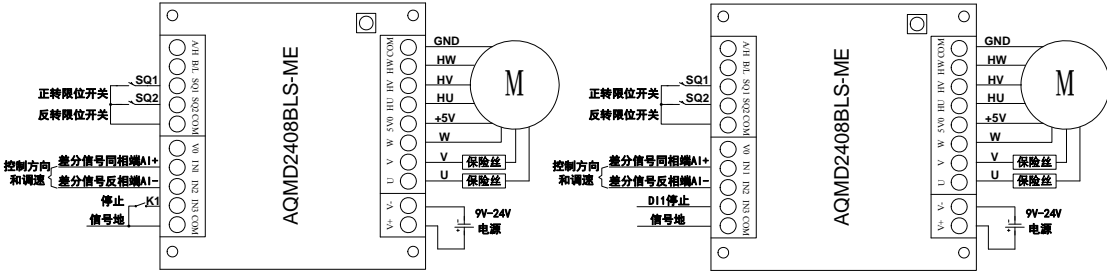 AQMD2408BLS-ME
A/H
B/L
SQ1
SQ2
COM
V0
IN1
IN2
IN3
COM
COM
HW
HV
HU
5V0
W
V
U
V-
V+
SQ1
正转限位开关
SQ2
反转限位开关
控制方向
和调速
差分信号同相端AI+
差分信号反相端AI-
停止
K1
信号地
GND
HW
HV
HU
+5V
W
V
保险丝
U
保险丝
M
9V-24V
电源
AQMD2408BLS-ME
A/H
B/L
SQ1
SQ2
COM
V0
IN1
IN2
IN3
COM
COM
HW
HV
HU
5V0
W
V
U
V-
V+
SQ1
正转限位开关
SQ2
反转限位开关
控制方向
和调速
差分信号同相端AI+
差分信号反相端AI-
DI1停止
信号地
GND
HW
HV
HU
+5V
W
V
保险丝
U
保险丝
M
9V-24V
电源